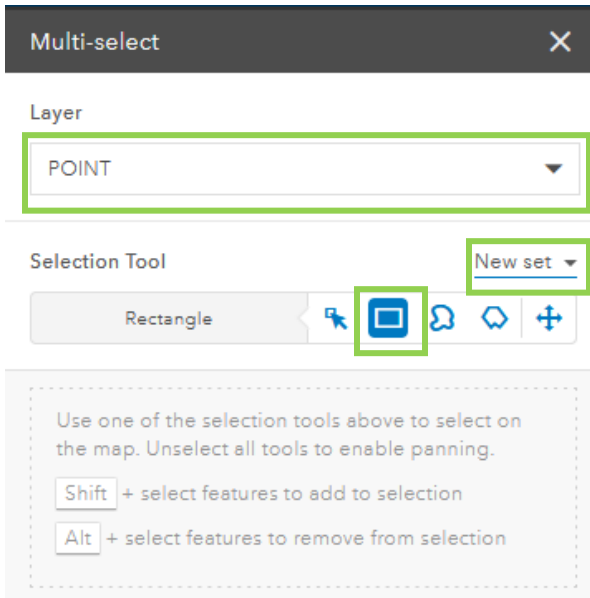 Multi-select
Layer
POINT
Selection Tool
New set
Rectangle
Use one of the selection tools above to select on
the map. Unselect all tools to enable panning.
Shift + select features to add to selection
Alt + select features to remove from selection